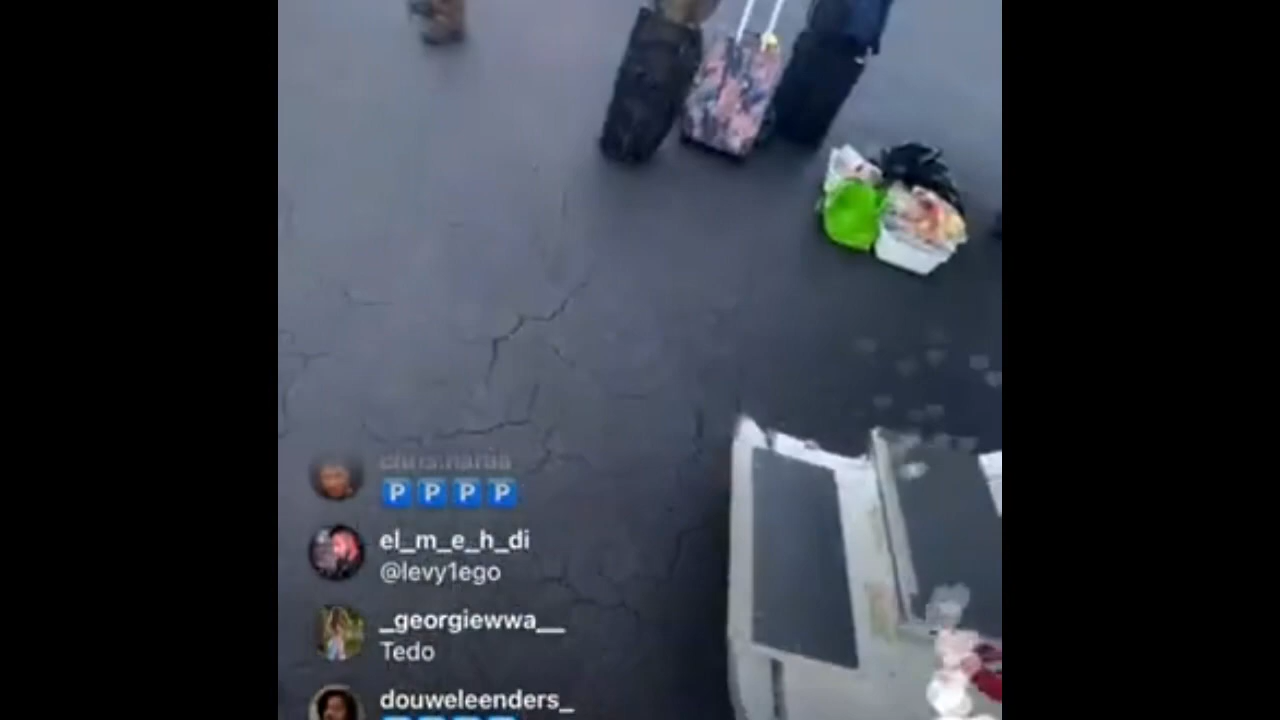 🅿️🅿️🅿️🅿️
el_m_e_h_di
@levy1ego
_georgiewwa__
Tedo
douweleenders_